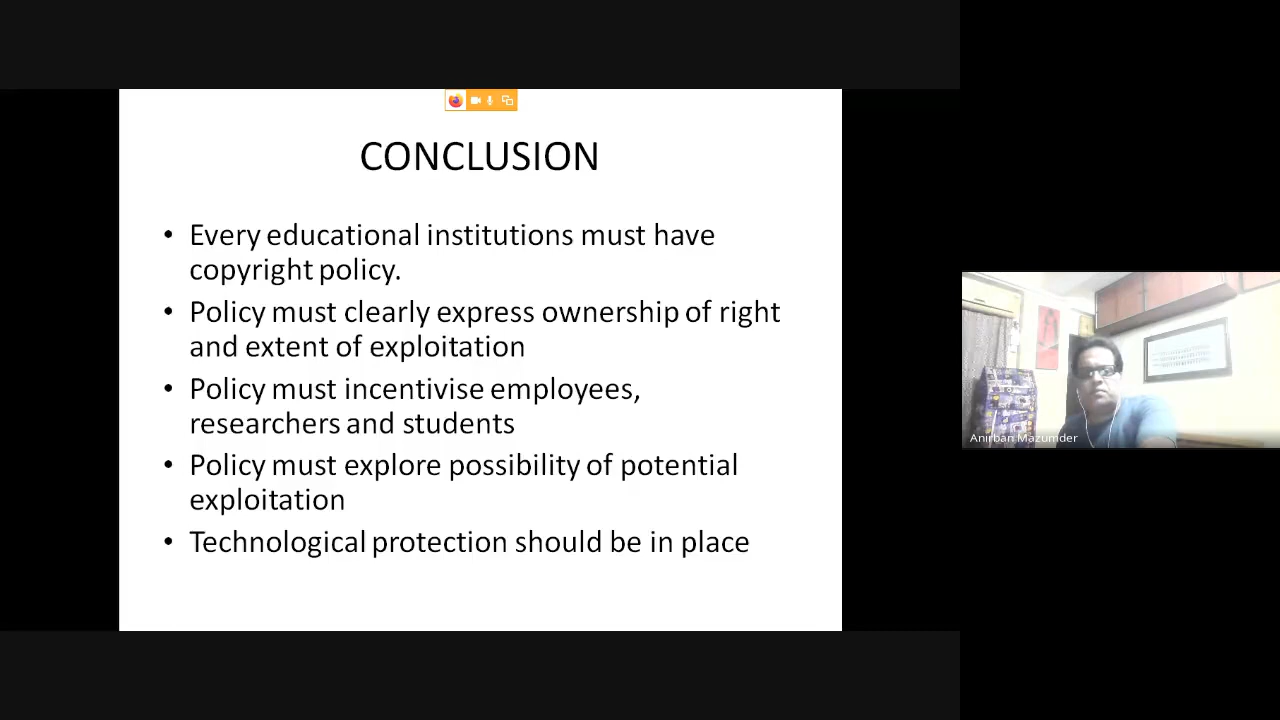 CONCLUSION
• Every educational institutions must have
copyright policy.
• Policy must clearly express ownership of right
and extent of exploitation
• Policy must incentivise employees,
researchers and students
• Policy must explore possibility of potential
exploitation
• Technological protection should be in place
Anirban Mazumder